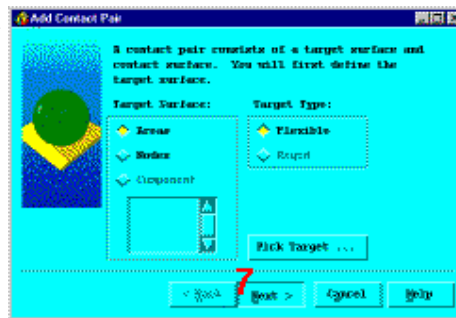 Add Contact Pair
A contact pair consists of a target surface and
contact surface. You will first define the
target surface.
Target Surface: Target Type:
Areas Flexible
Nodes Rigid
Component
Pick Target ...
7
< Back Next > Cancel Help